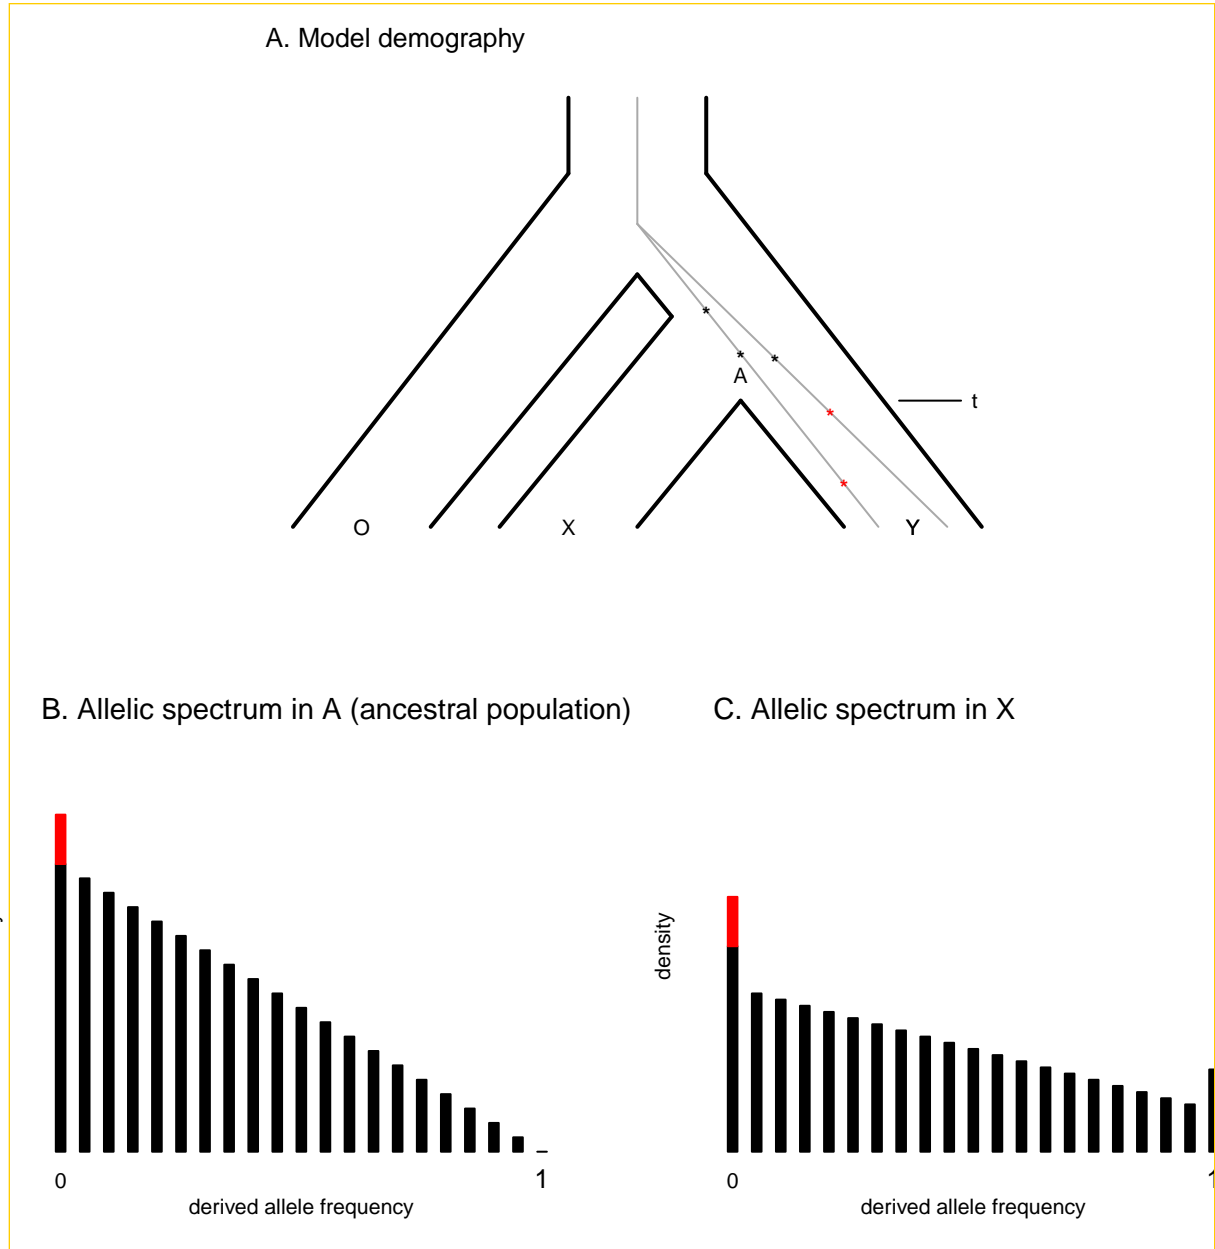 A. Model demography
*
*
*
A
t
*
*
O
X
Y
B. Allelic spectrum in A (ancestral population)
C. Allelic spectrum in X
density
0
1
0
1
derived allele frequency
derived allele frequency